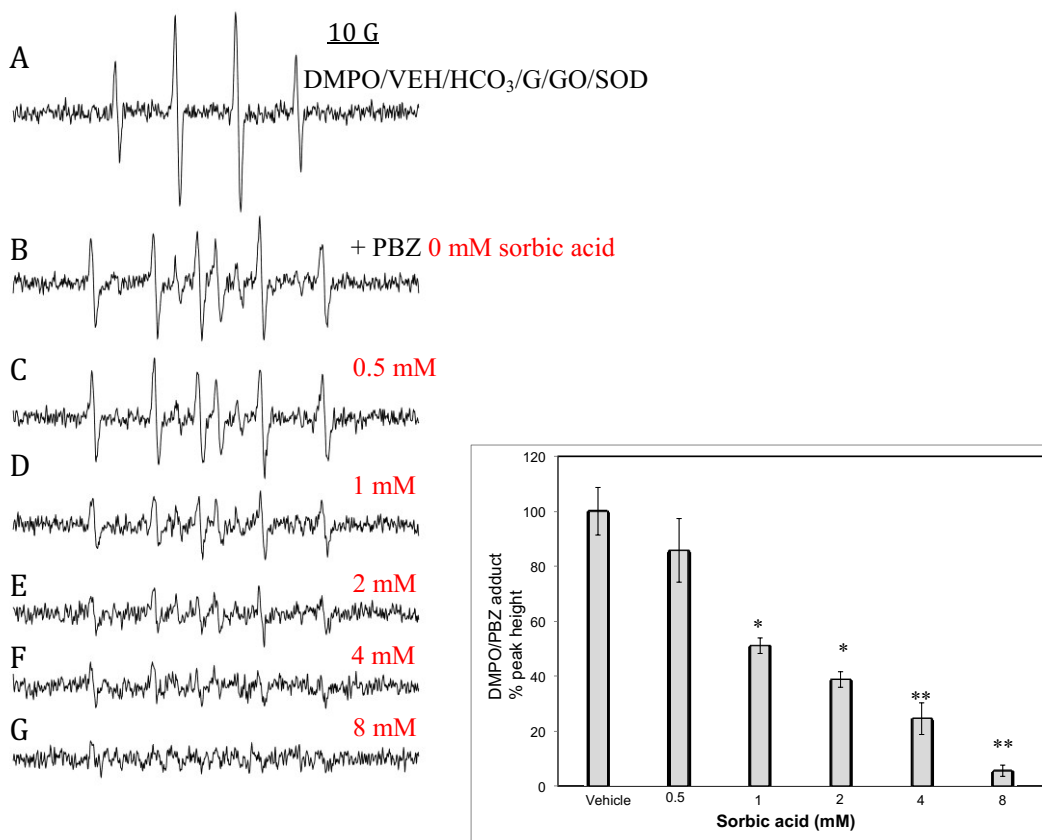 10 G
A
DMPO/VEH/HCO₃/G/GO/SOD
B
+ PBZ 0 mM sorbic acid
C
0.5 mM
D
1 mM
E
2 mM
F
4 mM
G
8 mM
DMPO/PBZ adduct
% peak height
120
100
80
60
40
20
0
*
*
**
**
Vehicle 0.5 1 2 4 8
Sorbic acid (mM)